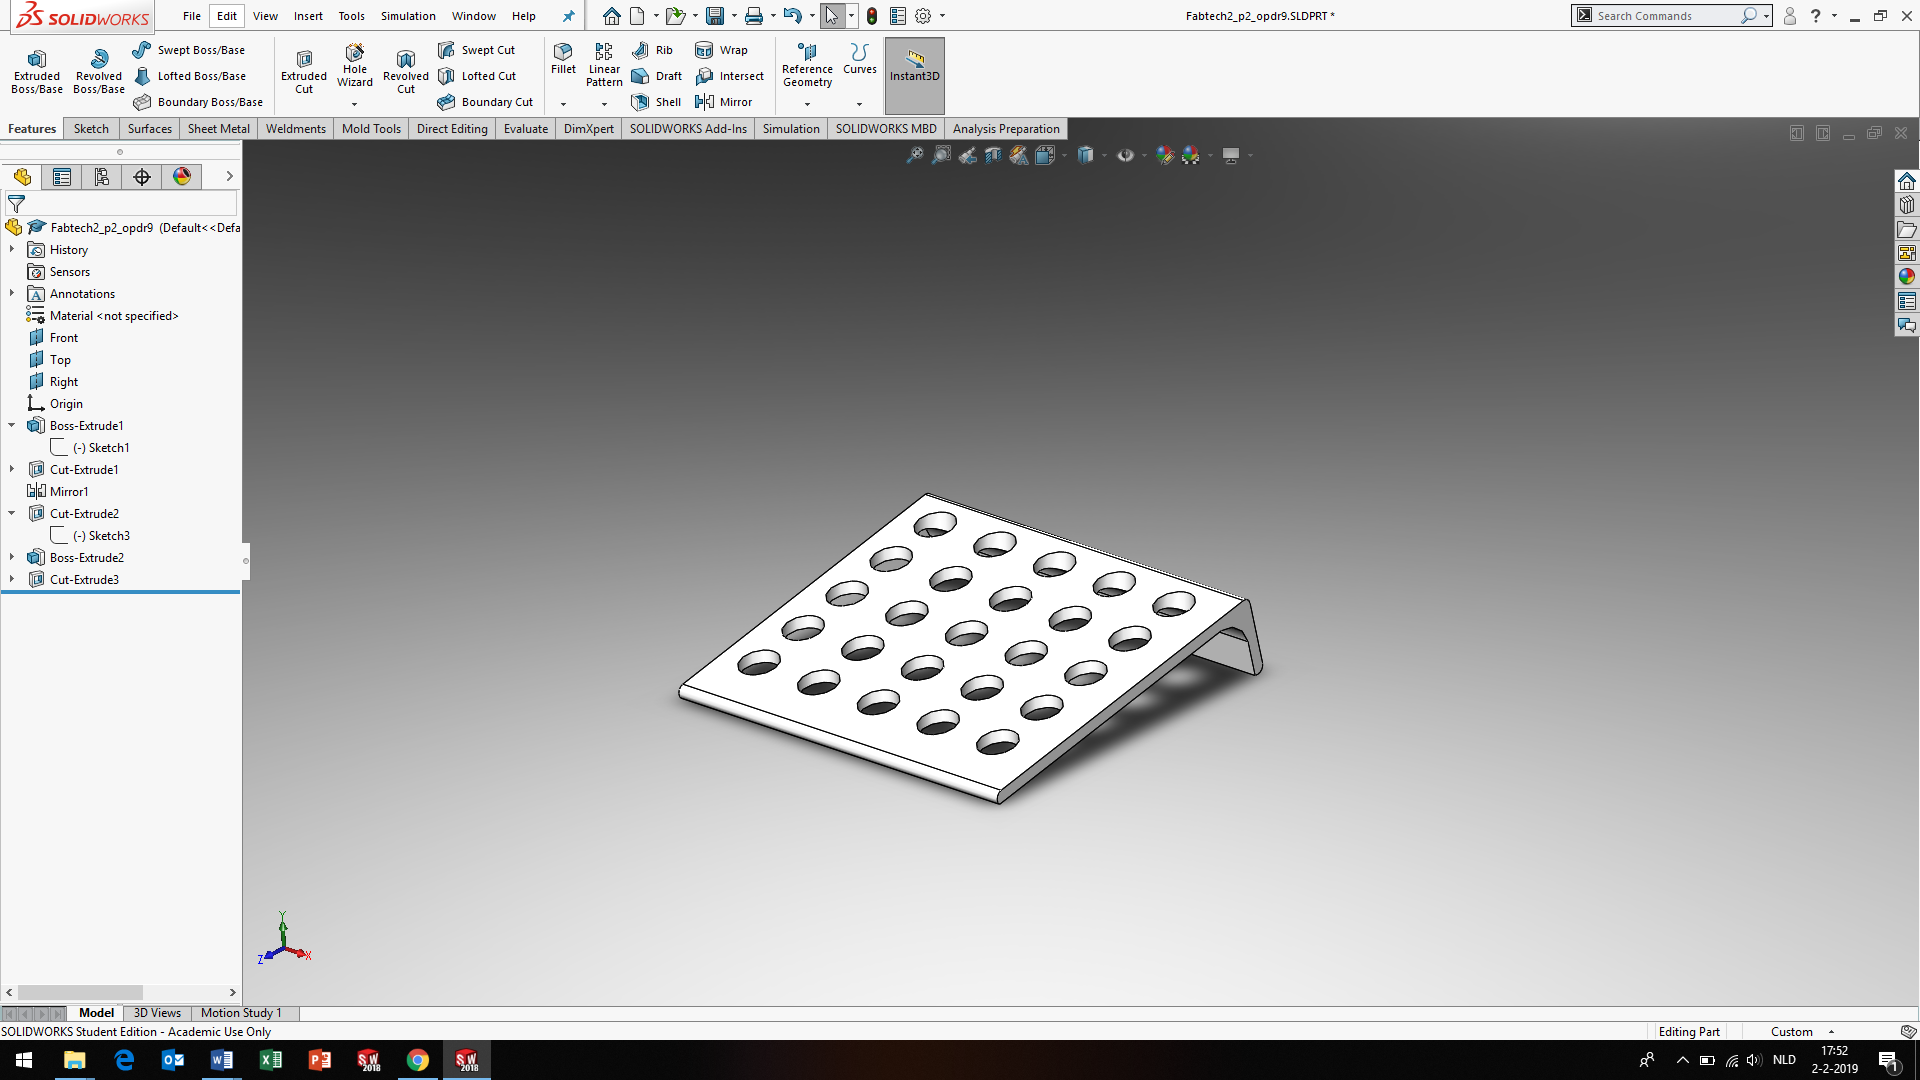 SOLIDWORKS File Edit View Insert Tools Simulation Window Help Fabtech2_p2_opdr9.SLDPRT * Search Commands ?
Extruded Boss/Base Revolved Boss/Base Swept Boss/Base Lofted Boss/Base Boundary Boss/Base Extruded Cut Hole Wizard Revolved Cut Swept Cut Lofted Cut Boundary Cut Fillet Linear Pattern Rib Draft Shell Wrap Intersect Mirror Reference Geometry Curves Instant3D
Features Sketch Surfaces Sheet Metal Weldments Mold Tools Direct Editing Evaluate DimXpert SOLIDWORKS Add-Ins Simulation SOLIDWORKS MBD Analysis Preparation
Fabtech2_p2_opdr9 (Default<<Defa
History
Sensors
A Annotations
Material <not specified>
Front
Top
Right
Origin
Boss-Extrude1
(-) Sketch1
Cut-Extrude1
Mirror1
Cut-Extrude2
(-) Sketch3
Boss-Extrude2
Cut-Extrude3
Y
Z X
Model 3D Views Motion Study 1
SOLIDWORKS Student Edition - Academic Use Only Editing Part Custom
SW 2018 SW 2018 NLD 17:52
2-2-2019 1